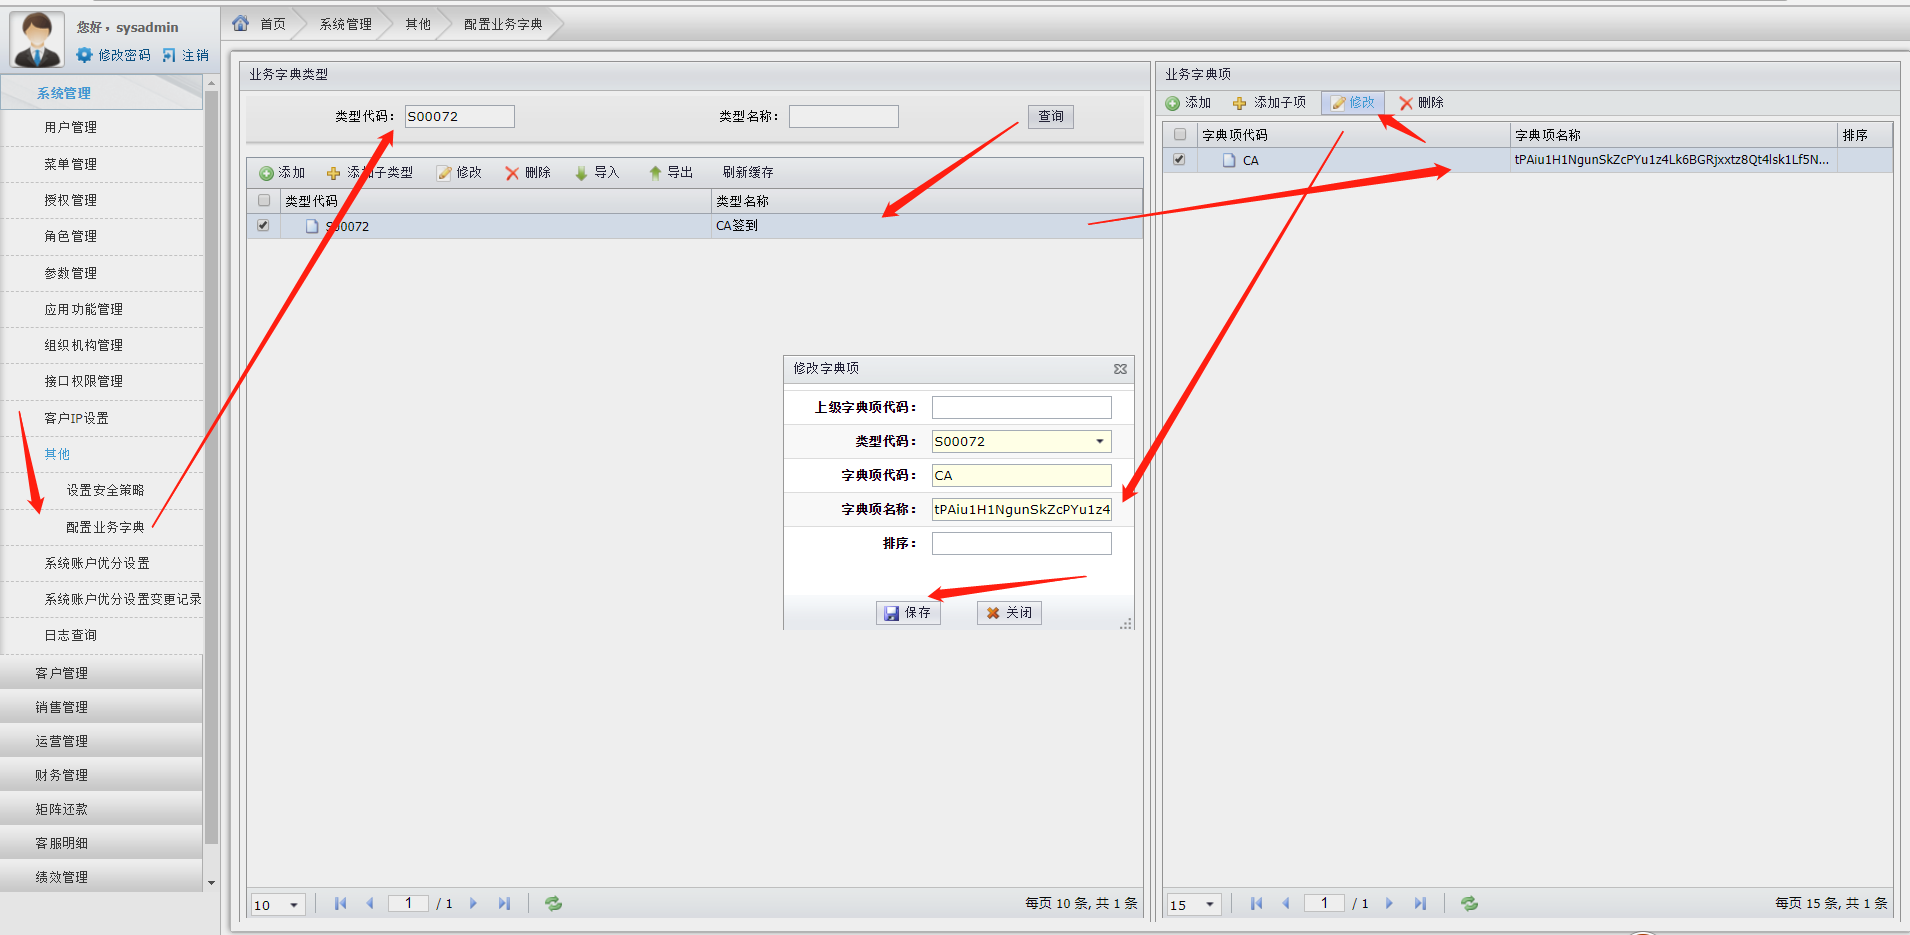 您好，sysadmin
修改密码 注销
首页 系统管理 其他 配置业务字典
系统管理
用户管理
菜单管理
授权管理
角色管理
参数管理
应用功能管理
组织机构管理
接口权限管理
客户IP设置
其他
设置安全策略
配置业务字典
系统账户优分设置
系统账户优分设置变更记录
日志查询
客户管理
销售管理
运营管理
财务管理
矩阵还款
客服明细
绩效管理
业务字典类型
类型代码： S00072 类型名称： 查询
添加 添加子类型 修改 删除 导入 导出 刷新缓存
类型代码 类型名称
S00072 CA签到
修改字典项
上级字典项代码：
类型代码： S00072
字典项代码： CA
字典项名称： tPAiu1H1NgunSkZcPYu1z4
排序：
保存 关闭
10 1 / 1 每页 10 条, 共 1 条
业务字典项
添加 添加子项 修改 删除
字典项代码 字典项名称 排序
CA tPAiu1H1NgunSkZcPYu1z4Lk6BGRjxxtz8Qt4lsk1Lf5N...
15 1 / 1 每页 15 条, 共 1 条